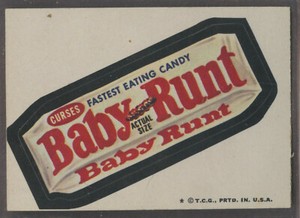 CURSES
FASTEST EATING CANDY
Baby Runt
ACTUAL
SIZE
Baby Runt
* © T.C.G., PRTD. IN U.S.A.